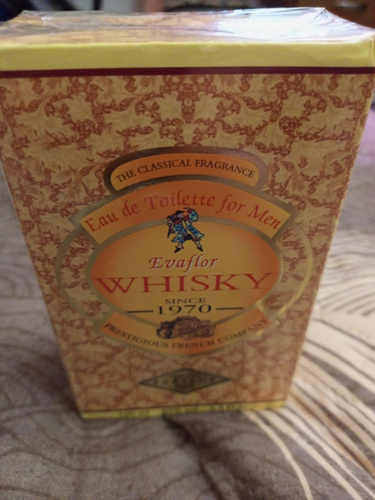 THE CLASSICAL FRAGRANCE
Eau de Toilette for Men
Evaflor
WHISKY
SINCE
1970
PRESTIGIOUS FRENCH COMPANY